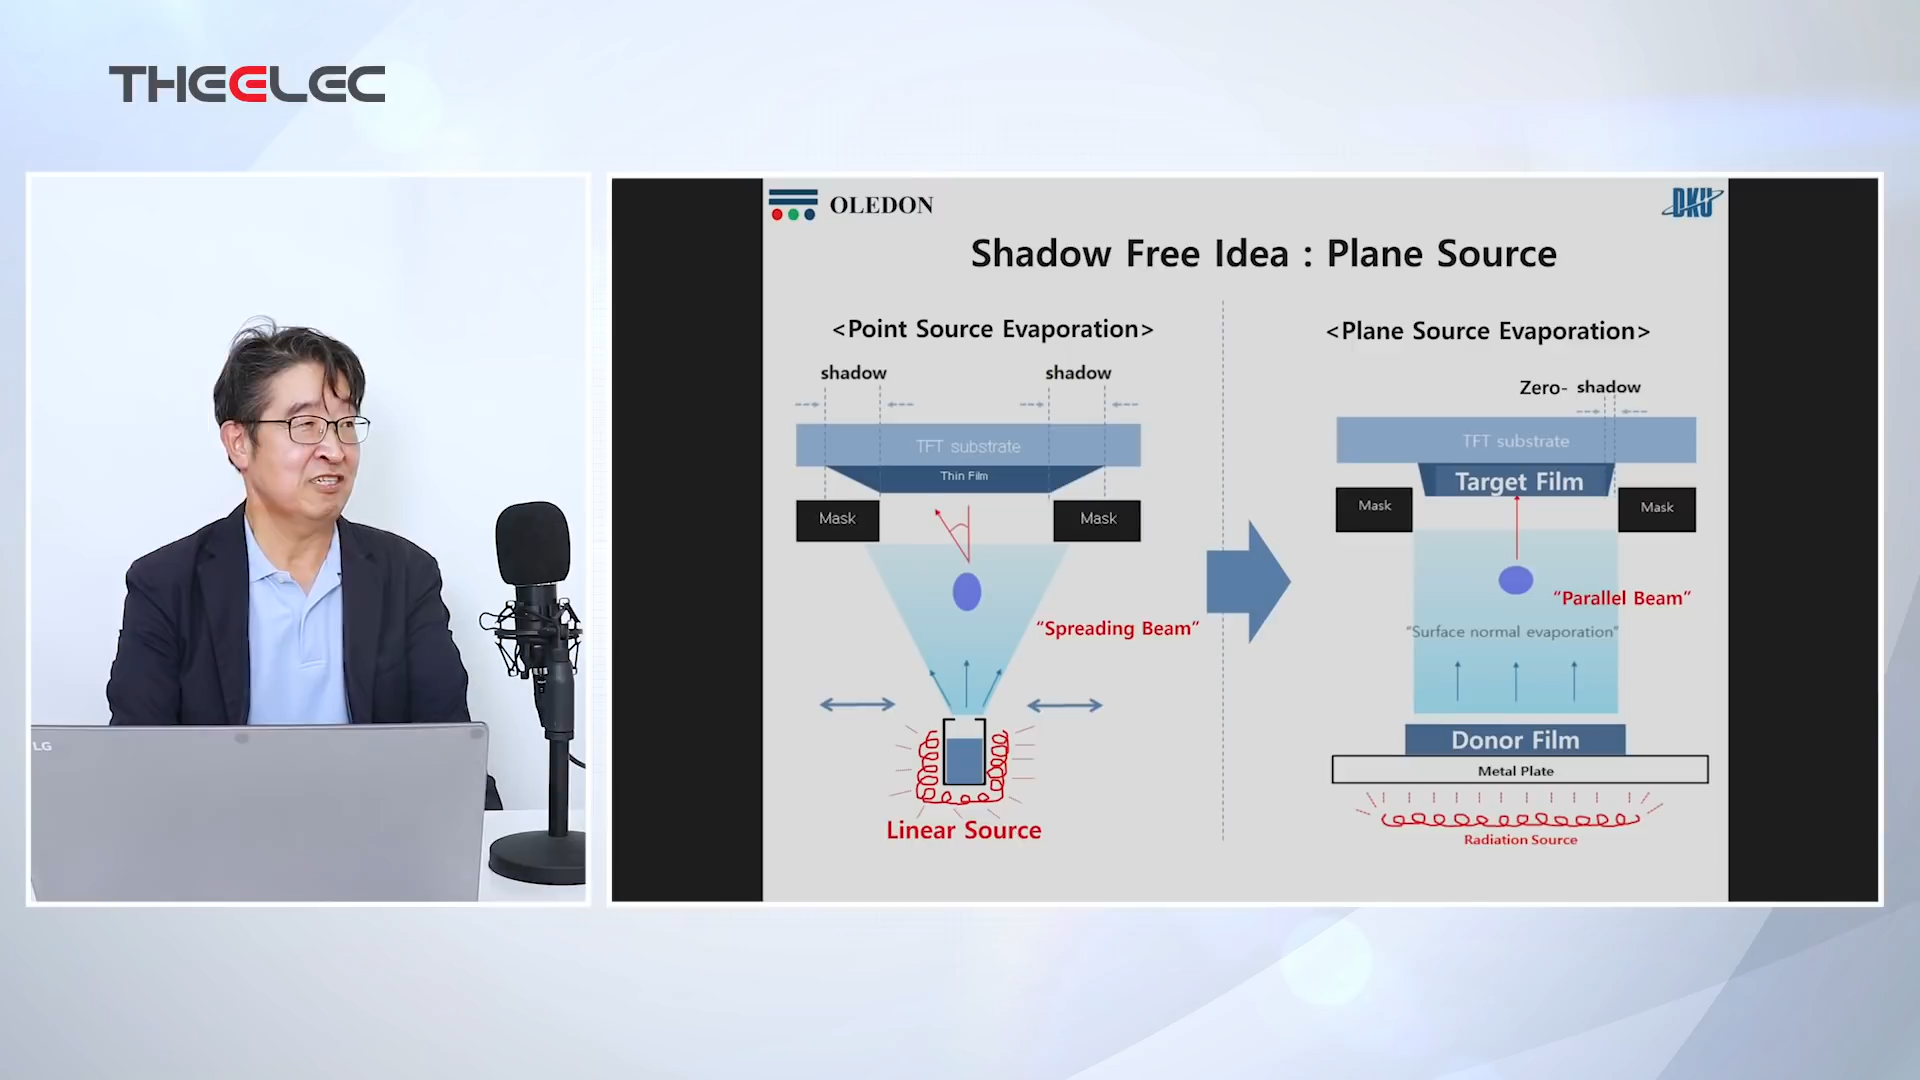 THEELEC
LG
OLEDON
DKU
Shadow Free Idea : Plane Source
<Point Source Evaporation>
shadow
shadow
TFT substrate
Thin Film
Mask
Mask
"Spreading Beam"
Linear Source
<Plane Source Evaporation>
Zero- shadow
TFT substrate
Target Film
Mask
Mask
"Parallel Beam"
"Surface normal evaporation"
Donor Film
Metal Plate
Radiation Source